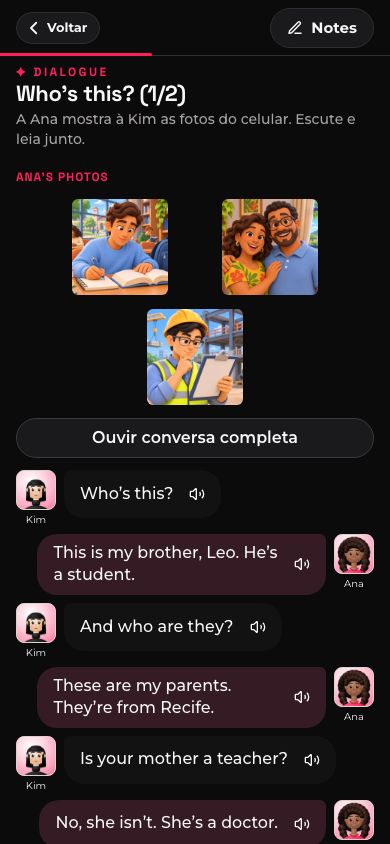 Voltar
Notes
DIALOGUE
Who's this? (1/2)
A Ana mostra à Kim as fotos do celular. Escute e
leia junto.
ANA'S PHOTOS
Ouvir conversa completa
Who's this?
Kim
This is my brother, Leo. He's
a student.
Ana
And who are they?
Kim
These are my parents.
They're from Recife.
Ana
Is your mother a teacher?
Kim
No, she isn't. She's a doctor.